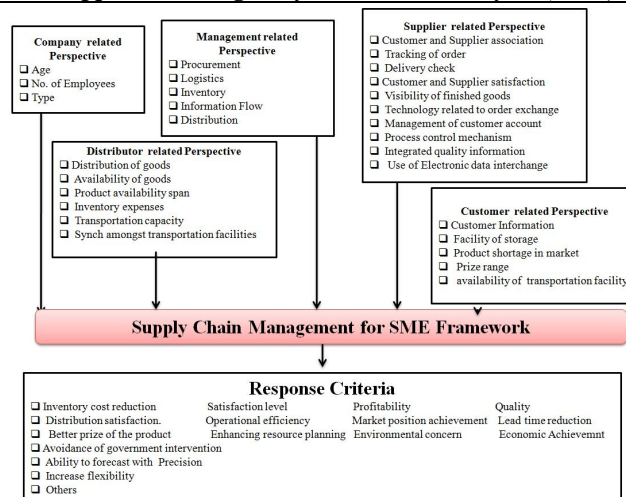 Company related
Perspective
❑ Age
❑ No. of Employees
❑ Type
Management related
Perspective
❑ Procurement
❑ Logistics
❑ Inventory
❑ Information Flow
❑ Distribution
Supplier related Perspective
❑ Customer and Supplier association
❑ Tracking of order
❑ Delivery check
❑ Customer and Supplier satisfaction
❑ Visibility of finished goods
❑ Technology related to order exchange
❑ Management of customer account
❑ Process control mechanism
❑ Integrated quality information
❑ Use of Electronic data interchange
Distributor related Perspective
❑ Distribution of goods
❑ Availability of goods
❑ Product availability span
❑ Inventory expenses
❑ Transportation capacity
❑ Synch amongst transportation facilities
Customer related Perspective
❑ Customer Information
❑ Facility of storage
❑ Product shortage in market
❑ Prize range
❑ availability of transportation facility
Supply Chain Management for SME Framework
Response Criteria
❑ Inventory cost reduction Satisfaction level Profitability Quality
❑ Distribution satisfaction. Operational efficiency Market position achievement Lead time reduction
❑ Better prize of the product Enhancing resource planning Environmental concern Economic Achievemnt
❑ Avoidance of government intervention
❑ Ability to forecast with Precision
❑ Increase flexibility
❑ Others